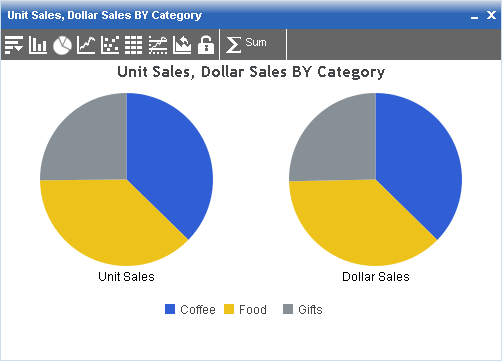 Unit Sales, Dollar Sales BY Category
Sum
Unit Sales, Dollar Sales BY Category
Unit Sales
Dollar Sales
Coffee
Food
Gifts